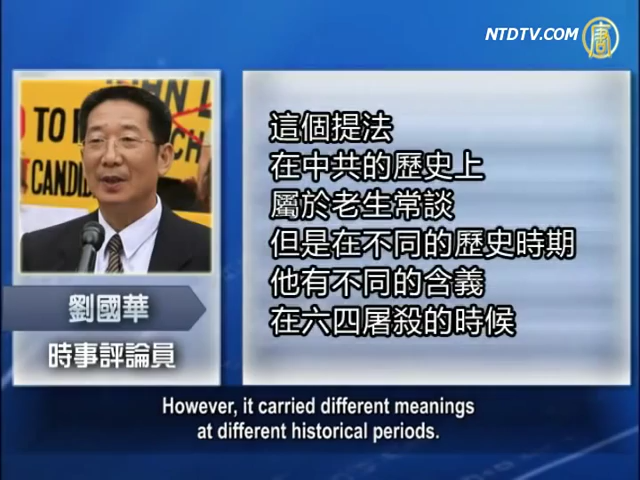 NTDTV.COM
唐
TO
CANDID
CH
這個提法
在中共的歷史上
屬於老生常談
但是在不同的歷史時期
他有不同的含義
在六四屠殺的時候
劉國華
時事評論員
However, it carried different meanings
at different historical periods.